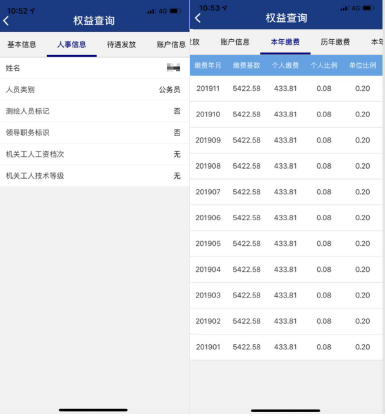 10:52
4G
权益查询
基本信息 人事信息 待遇发放 账户信息
姓名
人员类别 公务员
测绘人员标记 否
领导职务标识 否
机关工人工资档次 无
机关工人技术等级 无
10:53
4G
权益查询
放 账户信息 本年缴费 历年缴费 本年
缴费年月 缴费基数 个人缴费 个人比例 单位比例
201911 5422.58 433.81 0.08 0.20
201910 5422.58 433.81 0.08 0.20
201909 5422.58 433.81 0.08 0.20
201908 5422.58 433.81 0.08 0.20
201907 5422.58 433.81 0.08 0.20
201906 5422.58 433.81 0.08 0.20
201905 5422.58 433.81 0.08 0.20
201904 5422.58 433.81 0.08 0.20
201903 5422.58 433.81 0.08 0.20
201902 5422.58 433.81 0.08 0.20
201901 5422.58 433.81 0.08 0.20